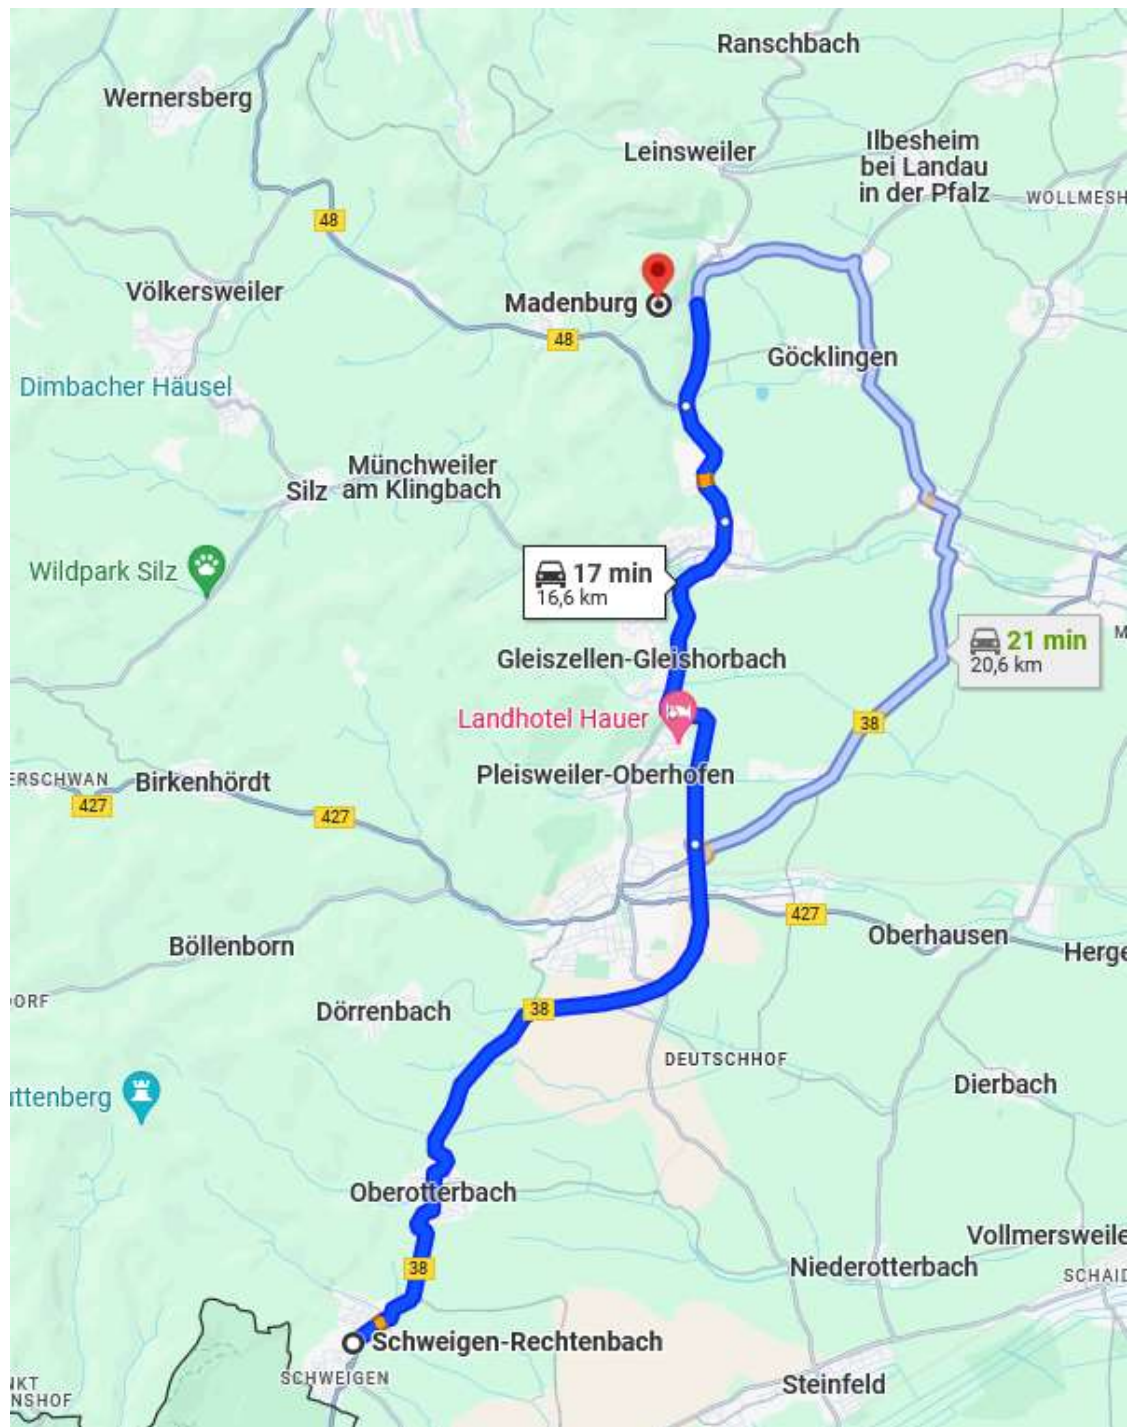 Ranschbach
Wernersberg
Leinsweiler
Ilbesheim
bei Landau
in der Pfalz
WOLLMESH
48
Völkersweiler
Madenburg
48
Göcklingen
Dimbacher Häusel
Münchweiler
am Klingbach
Silz
Wildpark Silz
17 min
16,6 km
M
21 min
20,6 km
Gleiszellen-Gleishorbach
Landhotel Hauer
38
Pleisweiler-Oberhofen
ERSCHWAN
Birkenhördt
427
427
427
Oberhausen
Böllenborn
Herge
DORF
38
Dörrenbach
DEUTSCHHOF
Dierbach
uttenberg
Oberotterbach
Vollmersweile
38
Niederotterbach
SCHAID
Schweigen-Rechtenbach
SCHWEIGEN
Steinfeld
NKT
NSHOF